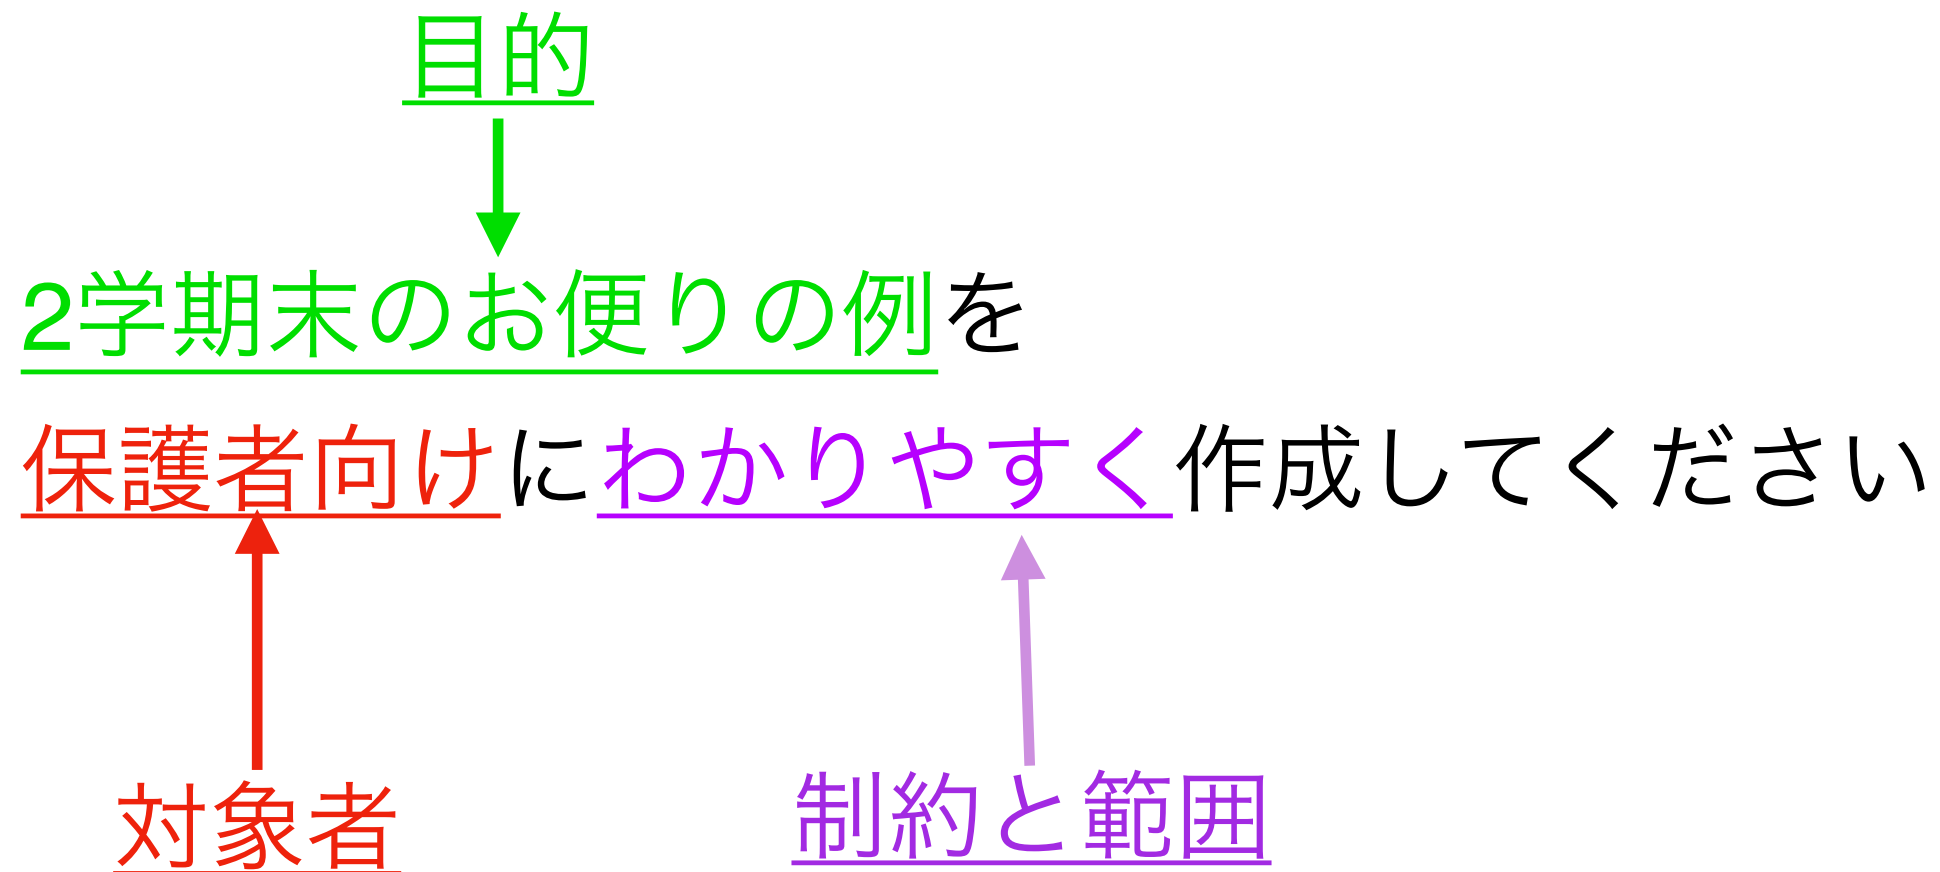 目的
2学期末のお便りの例を
保護者向けにわかりやすく作成してください
対象者
制約と範囲